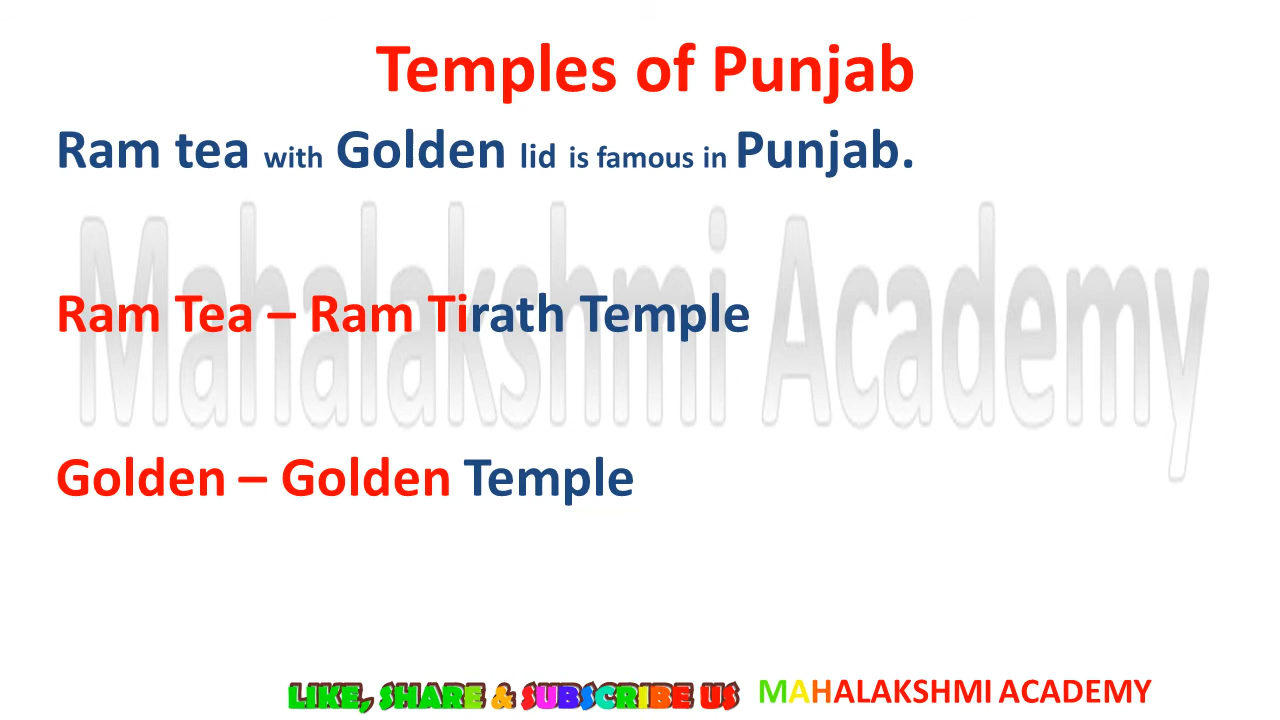 Temples of Punjab
Ram tea with Golden lid is famous in Punjab.
Mahalakshmi Academy
Ram Tea – Ram Tirath Temple
Golden – Golden Temple
LIKE, SHARE & SUBSCRIBE US
MAHALAKSHMI ACADEMY